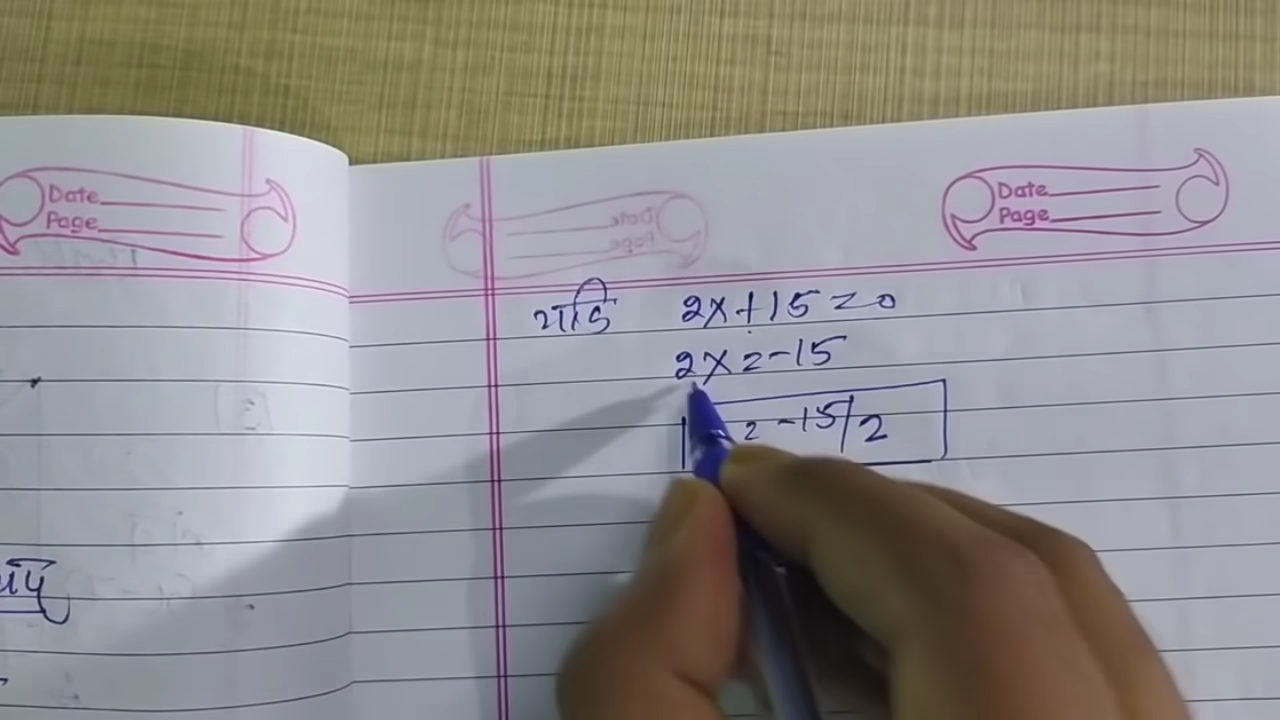 Date
Page
Date
Page
यदि 2x+15=0
2x=-15
=-15/2